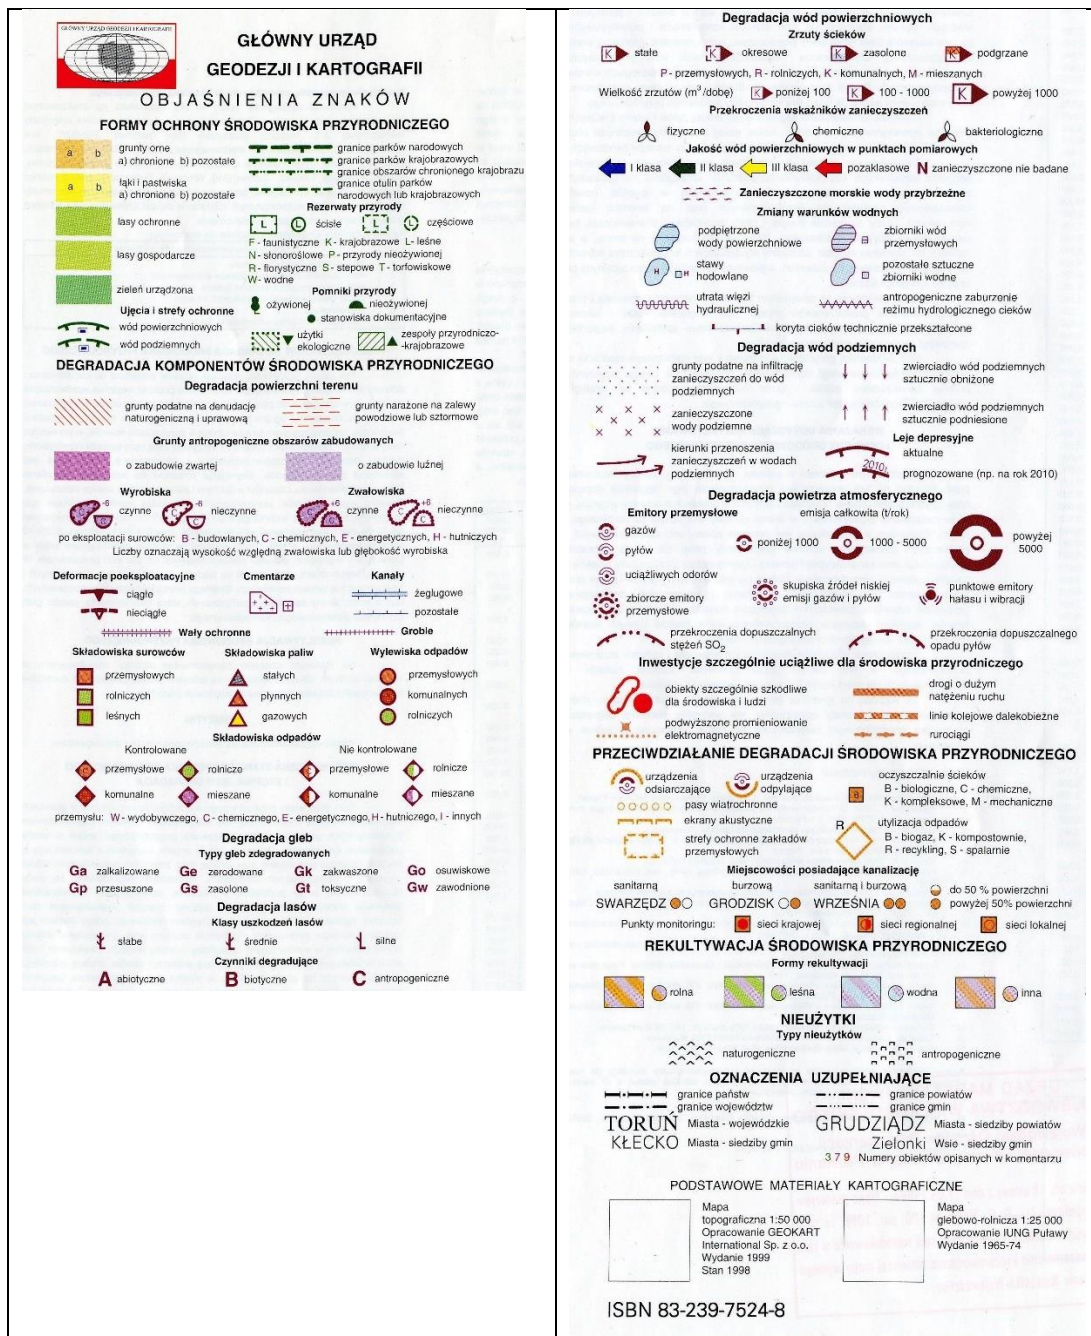 GŁÓWNY URZĄD GEODEZJI I KARTOGRAFII
GŁÓWNY URZĄD
GEODEZJI I KARTOGRAFII
OBJAŚNIENIA ZNAKÓW
FORMY OCHRONY ŚRODOWISKA PRZYRODNICZEGO
a b grunty orne
a) chronione b) pozostałe
a b łąki i pastwiska
a) chronione b) pozostałe
lasy ochronne
lasy gospodarcze
zieleń urządzona
Ujęcia i strefy ochronne
wód powierzchniowych
wód podziemnych
granice parków narodowych
granice parków krajobrazowych
granice obszarów chronionego krajobrazu
granice otulin parków
narodowych lub krajobrazowych
Rezerwaty przyrody
L L ścisłe L L częściowe
F - faunistyczne K - krajobrazowe L - leśne
N - słonoroślowe P - przyrody nieożywionej
R - florystyczne S - stepowe T - torfowiskowe
W - wodne
Pomniki przyrody
ożywionej nieożywionej
stanowiska dokumentacyjne
użytki
ekologiczne
zespoły przyrodniczo-
-krajobrazowe
DEGRADACJA KOMPONENTÓW ŚRODOWISKA PRZYRODNICZEGO
Degradacja powierzchni terenu
grunty podatne na denudację
naturogeniczną i uprawową
grunty narażone na zalewy
powodziowe lub sztormowe
Grunty antropogeniczne obszarów zabudowanych
o zabudowie zwartej o zabudowie luźnej
Wyrobiska Zwałowiska
C -6 C czynne C -6 C nieczynne C +6 C czynne C +6 C nieczynne
po eksploatacji surowców: B - budowlanych, C - chemicznych, E - energetycznych, H - hutniczych
Liczby oznaczają wysokość względną zwałowiska lub głębokość wyrobiska
Deformacje poeksploatacyjne Cmentarze Kanały
ciągłe żeglugowe
nieciągłe pozostałe
Wały ochronne Groble
Składowiska surowców Składowiska paliw Wylewiska odpadów
przemysłowych stałych przemysłowych
rolniczych płynnych komunalnych
leśnych gazowych rolniczych
Składowiska odpadów
Kontrolowane Nie kontrolowane
C przemysłowe rolnicze C przemysłowe rolnicze
komunalne mieszane komunalne mieszane
przemysłu: W - wydobywczego, C - chemicznego, E - energetycznego, H - hutniczego, I - innych
Degradacja gleb
Typy gleb zdegradowanych
Ga zalkalizowane Ge zerodowane Gk zakwaszone Go osuwiskowe
Gp przesuszone Gs zasolone Gt toksyczne Gw zawodnione
Degradacja lasów
Klasy uszkodzeń lasów
słabe średnie silne
Czynniki degradujące
A abiotyczne B biotyczne C antropogeniczne
Degradacja wód powierzchniowych
Zrzuty ścieków
K stałe K okresowe K zasolone K podgrzane
P - przemysłowych, R - rolniczych, K - komunalnych, M - mieszanych
Wielkość zrzutów (m³/dobę) K poniżej 100 K 100 - 1000 K powyżej 1000
Przekroczenia wskaźników zanieczyszczeń
fizyczne chemiczne bakteriologiczne
Jakość wód powierzchniowych w punktach pomiarowych
I klasa II klasa III klasa pozaklasowe N zanieczyszczone nie badane
Zanieczyszczone morskie wody przybrzeżne
Zmiany warunków wodnych
podpiętrzone
wody powierzchniowe
zbiorniki wód
przemysłowych
H H stawy
hodowlane
pozostałe sztuczne
zbiorniki wodne
utrata więzi
hydraulicznej
antropogeniczne zaburzenie
reżimu hydrologicznego cieków
koryta cieków technicznie przekształcone
Degradacja wód podziemnych
grunty podatne na infiltrację
zanieczyszczeń do wód
podziemnych
zwierciadło wód podziemnych
sztucznie obniżone
zanieczyszczone
wody podziemne
zwierciadło wód podziemnych
sztucznie podniesione
kierunki przenoszenia
zanieczyszczeń w wodach
podziemnych
Leje depresyjne
aktualne
2010 prognozowane (np. na rok 2010)
Degradacja powietrza atmosferycznego
Emitory przemysłowe emisja całkowita (t/rok)
gazów
pyłów
uciążliwych odorów
zbiorcze emitory
przemysłowe
poniżej 1000 1000 - 5000 powyżej
5000
skupiska źródeł niskiej
emisji gazów i pyłów
punktowe emitory
hałasu i wibracji
przekroczenia dopuszczalnych
stężeń SO₂
przekroczenia dopuszczalnego
opadu pyłów
Inwestycje szczególnie uciążliwe dla środowiska przyrodniczego
obiekty szczególnie szkodliwe
dla środowiska i ludzi
drogi o dużym
natężeniu ruchu
linie kolejowe dalekobieżne
podwyższone promieniowanie
elektromagnetyczne
rurociągi
PRZECIWDZIAŁANIE DEGRADACJI ŚRODOWISKA PRZYRODNICZEGO
urządzenia
odsiarczające
urządzenia
odpylające
pasy wiatrochronne
ekrany akustyczne
strefy ochronne zakładów
przemysłowych
B oczyszczalnie ścieków
B - biologiczne, C - chemiczne,
K - kompleksowe, M - mechaniczne
R utylizacja odpadów
B - biogaz, K - kompostownie,
R - recykling, S - spalarnie
Miejscowości posiadające kanalizację
sanitarną burzową sanitarną i burzową
SWARZĘDZ GRODZISK WRZEŚNIA
do 50 % powierzchni
powyżej 50% powierzchni
Punkty monitoringu: sieci krajowej sieci regionalnej sieci lokalnej
REKULTYWACJA ŚRODOWISKA PRZYRODNICZEGO
Formy rekultywacji
rolna leśna wodna inna
NIEUŻYTKI
Typy nieużytków
naturogeniczne antropogeniczne
OZNACZENIA UZUPEŁNIAJĄCE
granice państw granice powiatów
granice województw granice gmin
TORUŃ Miasta - wojewódzkie GRUDZIĄDZ Miasta - siedziby powiatów
KŁECKO Miasta - siedziby gmin Zielonki Wsie - siedziby gmin
3 7 9 Numery obiektów opisanych w komentarzu
PODSTAWOWE MATERIAŁY KARTOGRAFICZNE
Mapa
topograficzna 1:50 000
Opracowanie GEOKART
International Sp. z o.o.
Wydanie 1999
Stan 1998
Mapa
glebowo-rolnicza 1:25 000
Opracowanie IUNG Puławy
Wydanie 1965-74
ISBN 83-239-7524-8